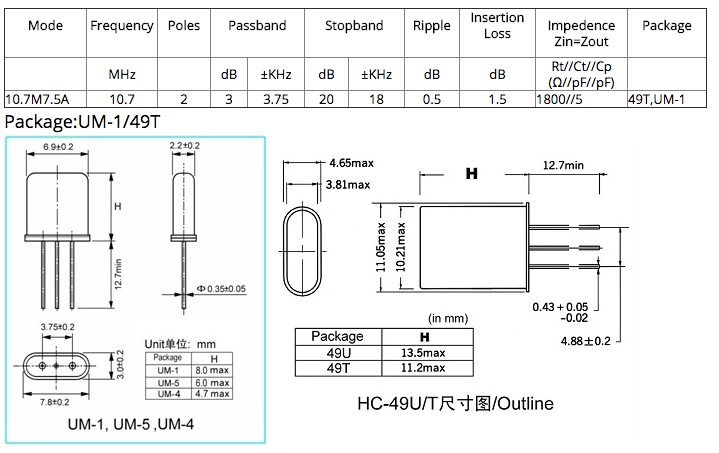 Mode Frequency Poles Passband Stopband Ripple Insertion Loss Impedence Zin=Zout Package
MHz dB ±KHz dB ±KHz dB dB Rt//Ct//Cp (Ω//pF//pF)
10.7M7.5A 10.7 2 3 3.75 20 18 0.5 1.5 1800//5 49T,UM-1
Package:UM-1/49T
6.9±0.2
2.2±0.2
H
12.7min
Φ 0.35±0.05
3.75±0.2
3.0±0.2
7.8±0.2
Unit单位: mm
Package H
UM-1 8.0 max
UM-5 6.0 max
UM-4 4.7 max
UM-1, UM-5 ,UM-4
4.65max
3.81max
H
12.7min
11.05max
10.21max
0.43+0.05
-0.02
4.88±0.2
(in mm)
Package H
49U 13.5max
49T 11.2max
HC-49U/T尺寸图/Outline